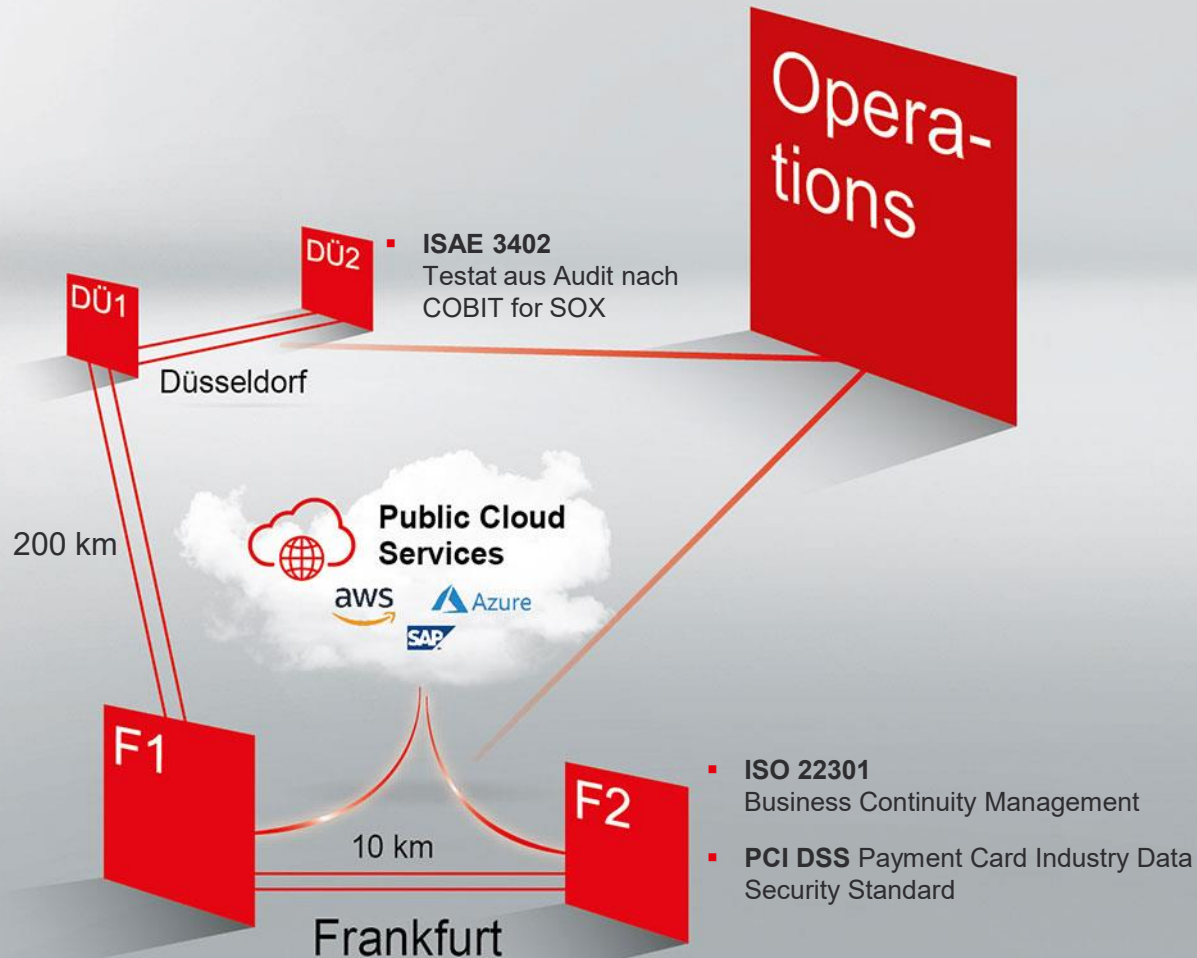 Opera-
tions
DÜ2
▪ ISAE 3402
Testat aus Audit nach
COBIT for SOX
DÜ1
Düsseldorf
200 km
Public Cloud
Services
aws
Azure
SAP
F1
F2
10 km
Frankfurt
▪ ISO 22301
Business Continuity Management
▪ PCI DSS Payment Card Industry Data
Security Standard